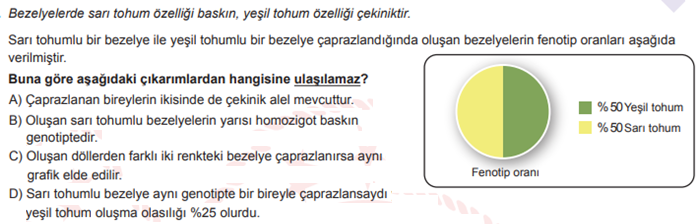 Bezelyelerde sarı tohum özelliği baskın, yeşil tohum özelliği çekiniktir.
Sarı tohumlu bir bezelye ile yeşil tohumlu bir bezelye çaprazlandığında oluşan bezelyelerin fenotip oranları aşağıda
verilmiştir.
Buna göre aşağıdaki çıkarımlardan hangisine ulaşılamaz?
A) Çaprazlanan bireylerin ikisinde de çekinik alel mevcuttur.
B) Oluşan sarı tohumlu bezelyelerin yarısı homozigot baskın
genotiptedir.
C) Oluşan döllerden farklı iki renkteki bezelye çaprazlanırsa aynı
grafik elde edilir.
D) Sarı tohumlu bezelye aynı genotipte bir bireyle çaprazlansaydı
yeşil tohum oluşma olasılığı %25 olurdu.
%50 Yeşil tohum
%50 Sarı tohum
Fenotip oranı